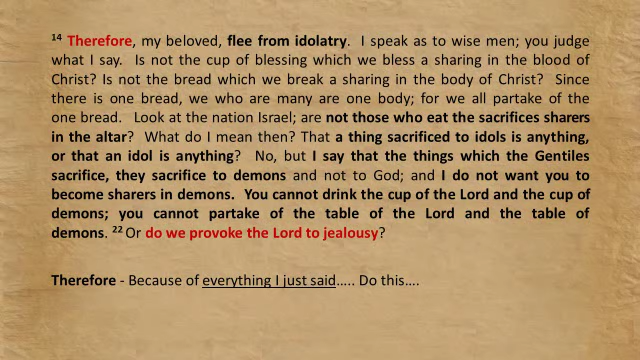 14 Therefore, my beloved, flee from idolatry. I speak as to wise men; you judge
what I say. Is not the cup of blessing which we bless a sharing in the blood of
Christ? Is not the bread which we break a sharing in the body of Christ? Since
there is one bread, we who are many are one body; for we all partake of the
one bread. Look at the nation Israel; are not those who eat the sacrifices sharers
in the altar? What do I mean then? That a thing sacrificed to idols is anything,
or that an idol is anything? No, but I say that the things which the Gentiles
sacrifice, they sacrifice to demons and not to God; and I do not want you to
become sharers in demons. You cannot drink the cup of the Lord and the cup of
demons; you cannot partake of the table of the Lord and the table of
demons. 22 Or do we provoke the Lord to jealousy?
Therefore - Because of everything I just said….. Do this….